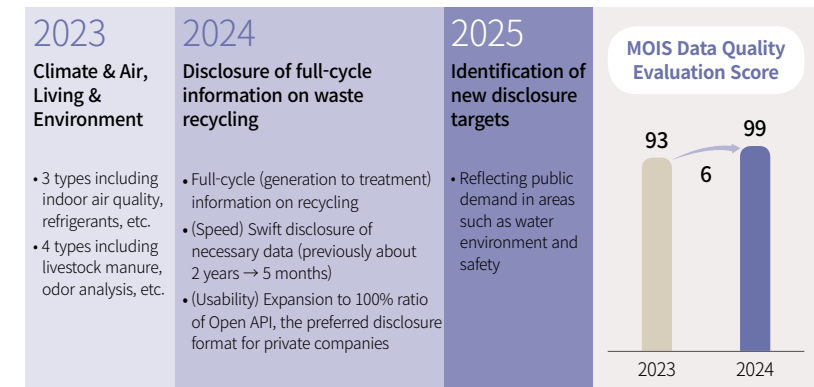 2023
Climate & Air,
Living &
Environment
• 3 types including
indoor air quality,
refrigerants, etc.
• 4 types including
livestock manure,
odor analysis, etc.
2024
Disclosure of full-cycle
information on waste
recycling
• Full-cycle (generation to treatment)
information on recycling
• (Speed) Swift disclosure of
necessary data (previously about
2 years → 5 months)
• (Usability) Expansion to 100% ratio
of Open API, the preferred disclosure
format for private companies
2025
Identification of
new disclosure
targets
• Reflecting public
demand in areas
such as water
environment and
safety
MOIS Data Quality
Evaluation Score
93
99
6
2023
2024